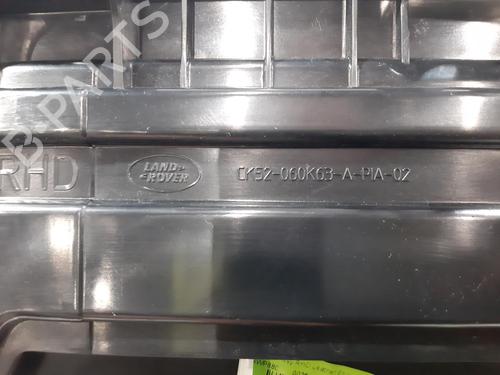 B-PARTS
RHD
LAND-
ROVER
CK52-060K63-A-PIA-02